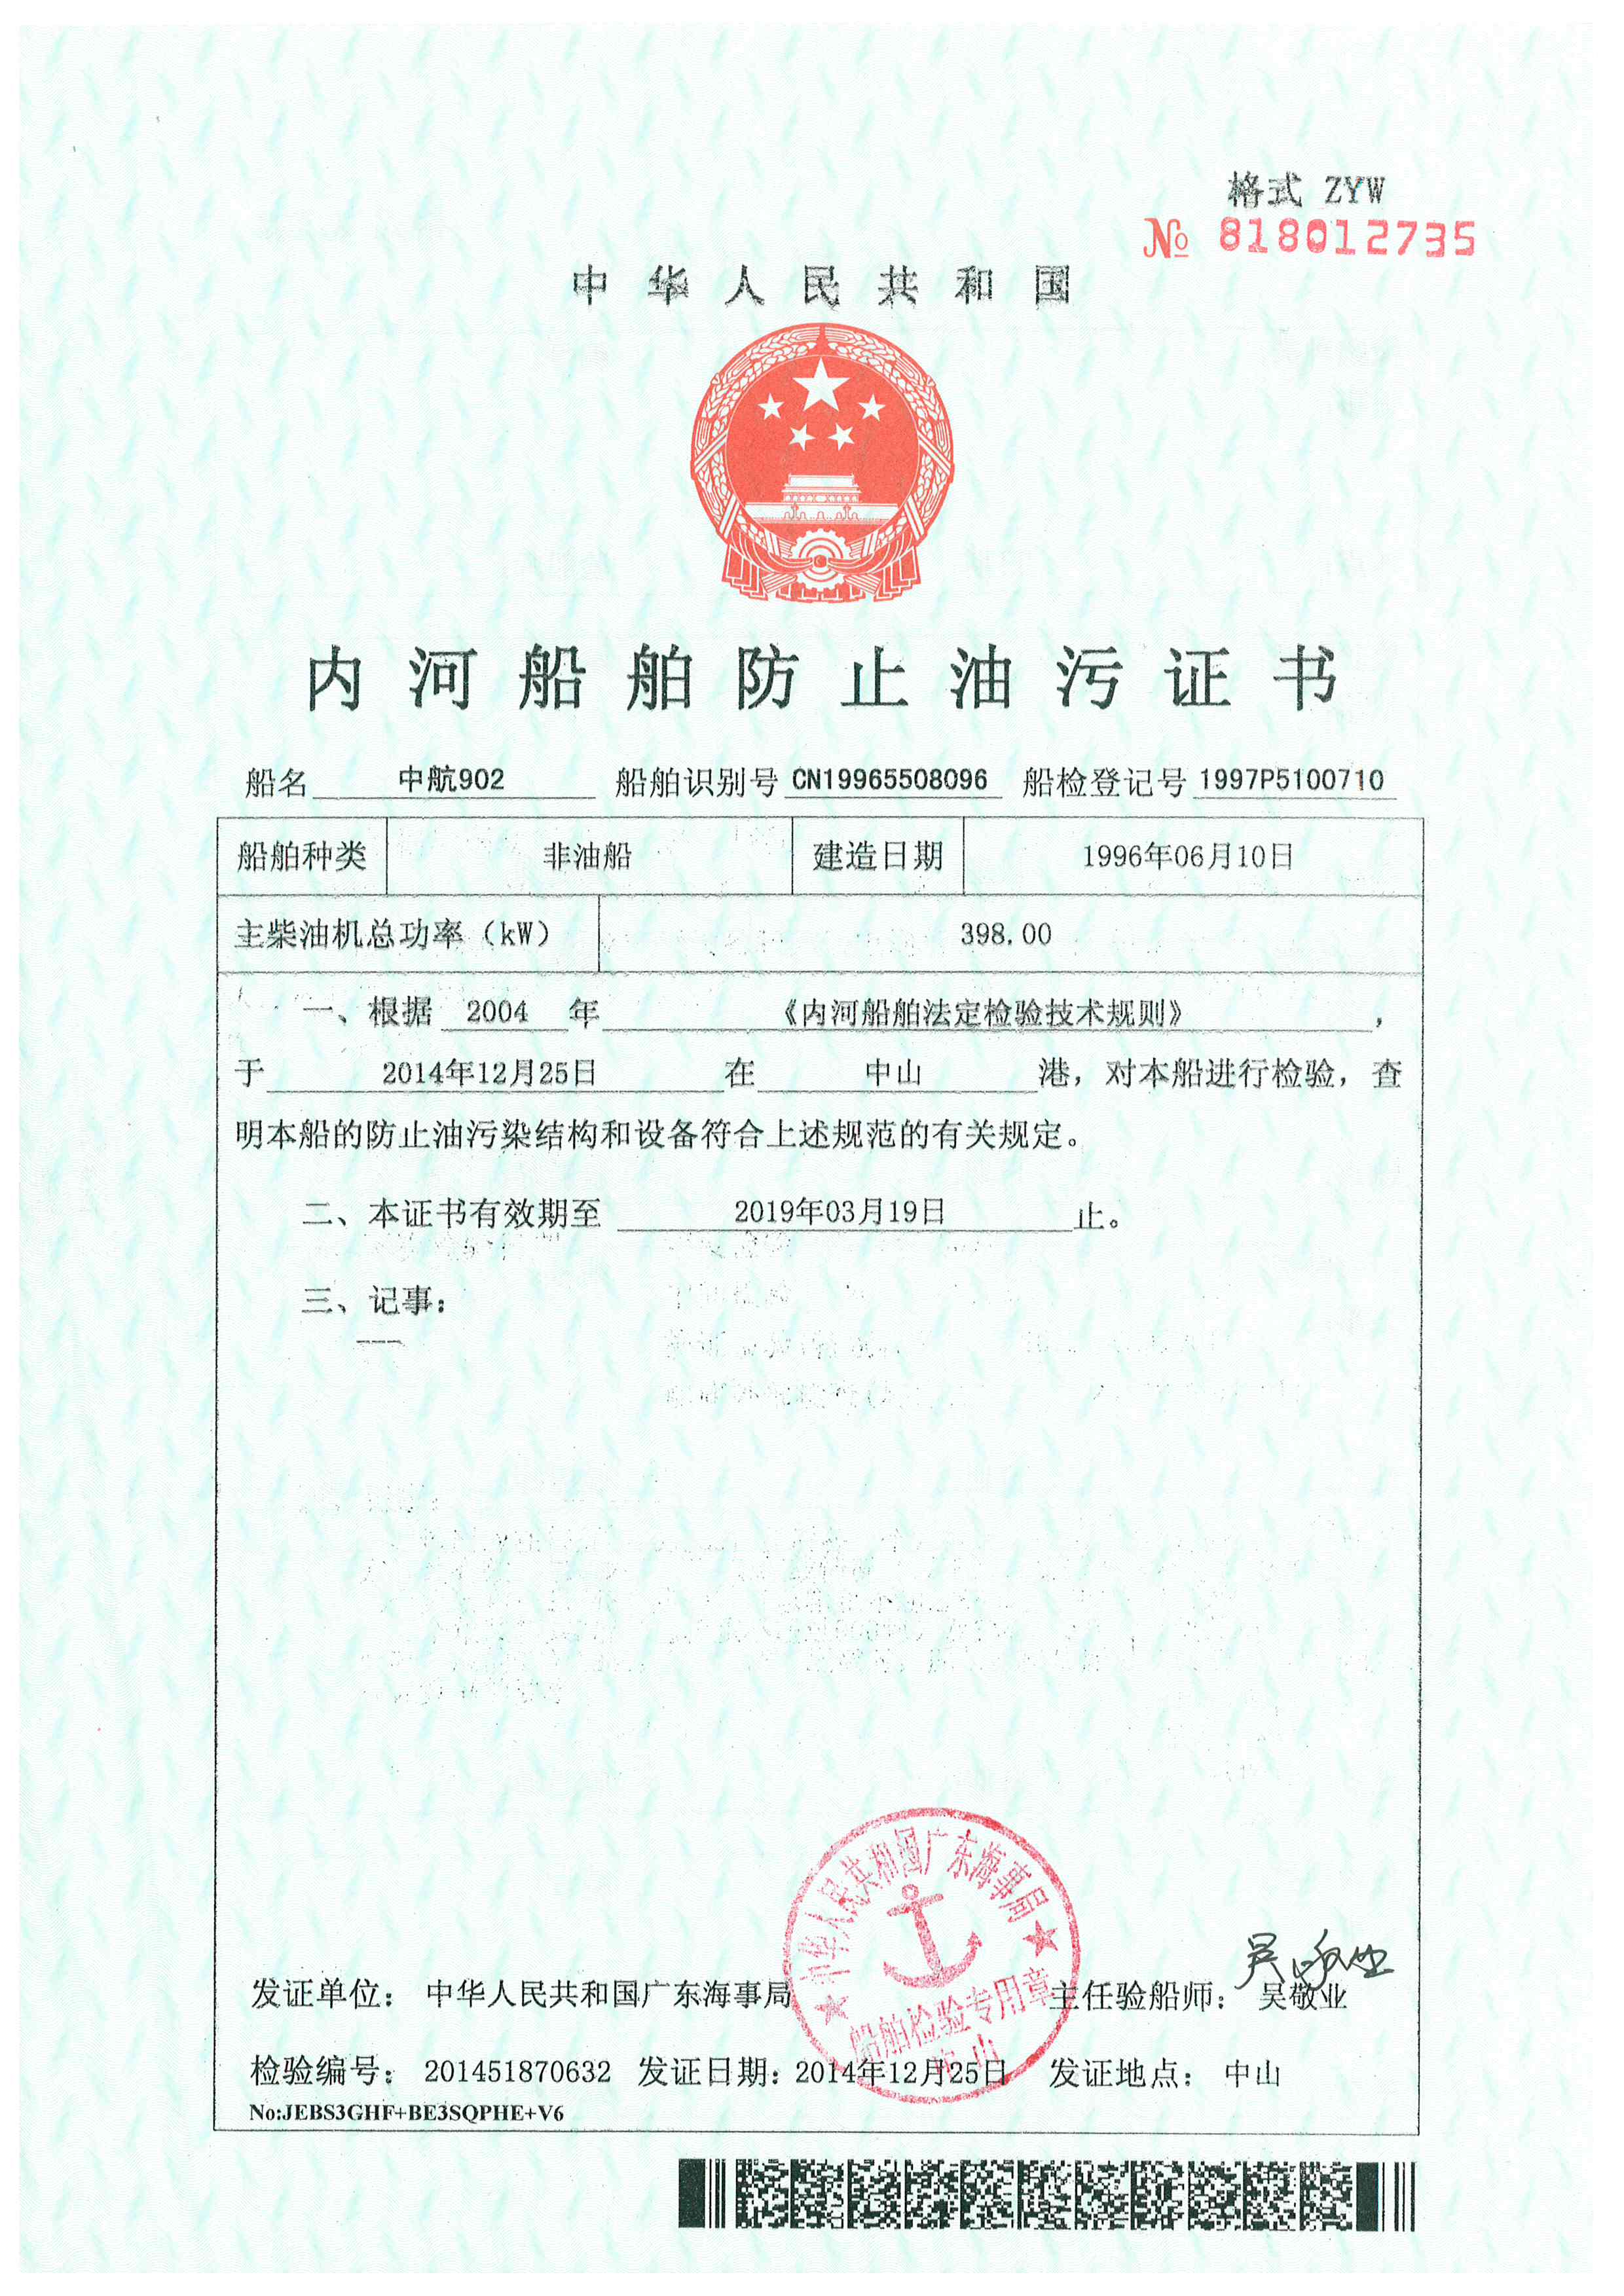 格式 ZYW
№ 818012735
中华人民共和国
内河船舶防止油污证书
船名 中航902 船舶识别号 CN19965508096 船检登记号 1997P5100710
船舶种类 非油船 建造日期 1996年06月10日
主柴油机总功率（kW） 398.00
一、根据 2004 年 《内河船舶法定检验技术规则》，
于 2014年12月25日 在 中山 港，对本船进行检验，查
明本船的防止油污染结构和设备符合上述规范的有关规定。
二、本证书有效期至 2019年03月19日 止。
三、记事：
---
中华人民共和国广东海事局
船舶检验专用章
中山
吴敬业
发证单位： 中华人民共和国广东海事局 主任验船师： 吴敬业
检验编号： 201451870632 发证日期：2014年12月25日 发证地点： 中山
No:JEBS3GHF+BE3SQPHE+V6